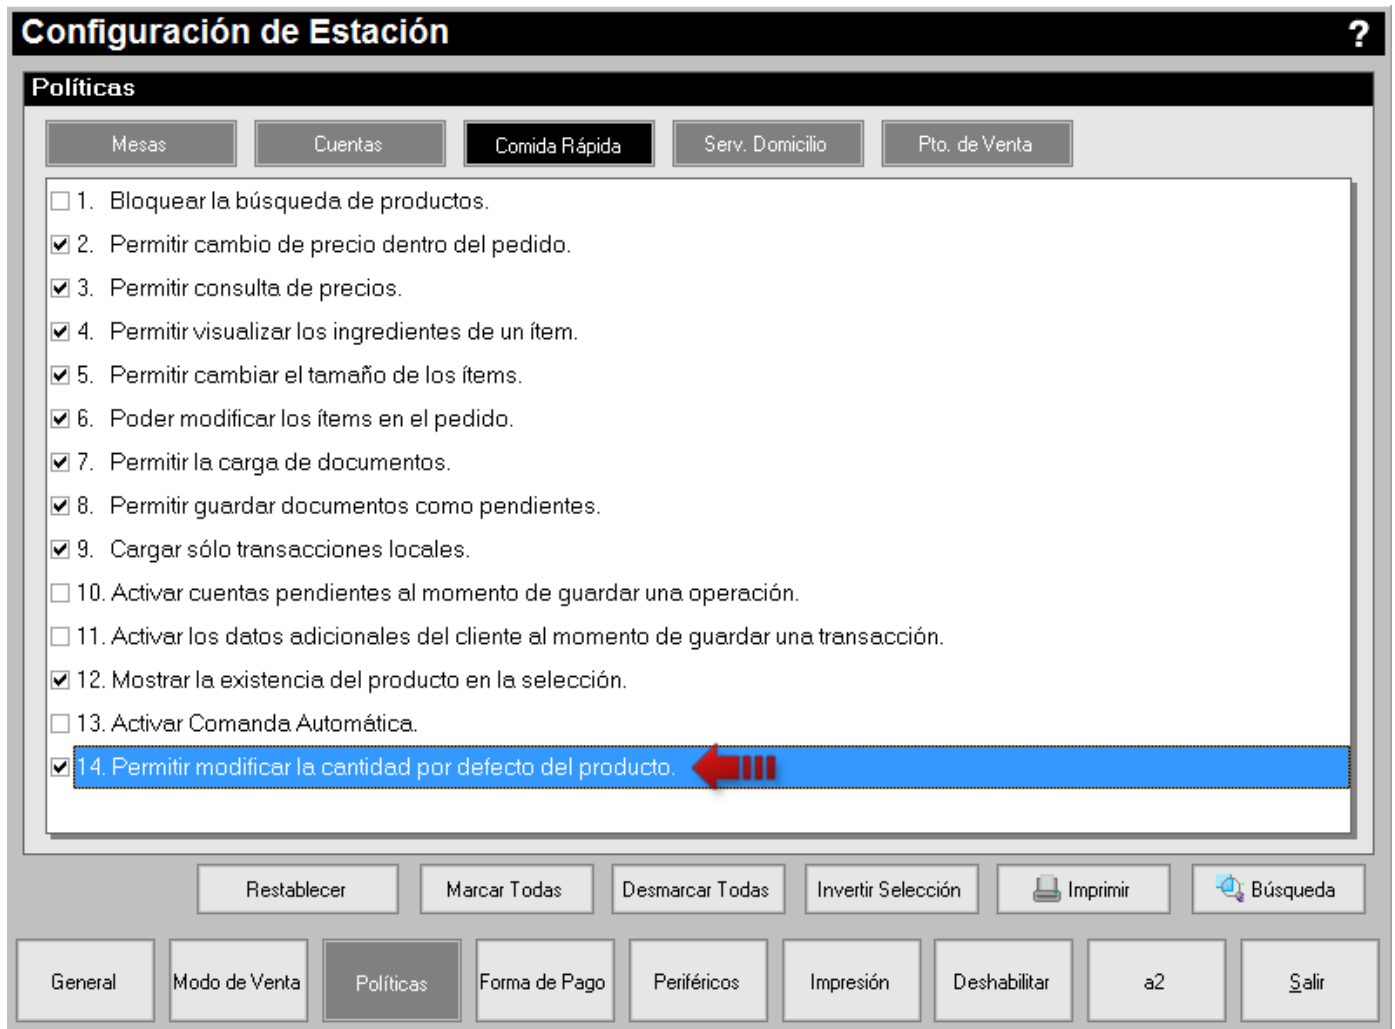 Configuración de Estación ?
Políticas
Mesas Cuentas Comida Rápida Serv. Domicilio Pto. de Venta
1. Bloquear la búsqueda de productos.
2. Permitir cambio de precio dentro del pedido.
3. Permitir consulta de precios.
4. Permitir visualizar los ingredientes de un ítem.
5. Permitir cambiar el tamaño de los ítems.
6. Poder modificar los ítems en el pedido.
7. Permitir la carga de documentos.
8. Permitir guardar documentos como pendientes.
9. Cargar sólo transacciones locales.
10. Activar cuentas pendientes al momento de guardar una operación.
11. Activar los datos adicionales del cliente al momento de guardar una transacción.
12. Mostrar la existencia del producto en la selección.
13. Activar Comanda Automática.
14. Permitir modificar la cantidad por defecto del producto.
Restablecer Marcar Todas Desmarcar Todas Invertir Selección Imprimir Búsqueda
General Modo de Venta Políticas Forma de Pago Periféricos Impresión Deshabilitar a2 Salir